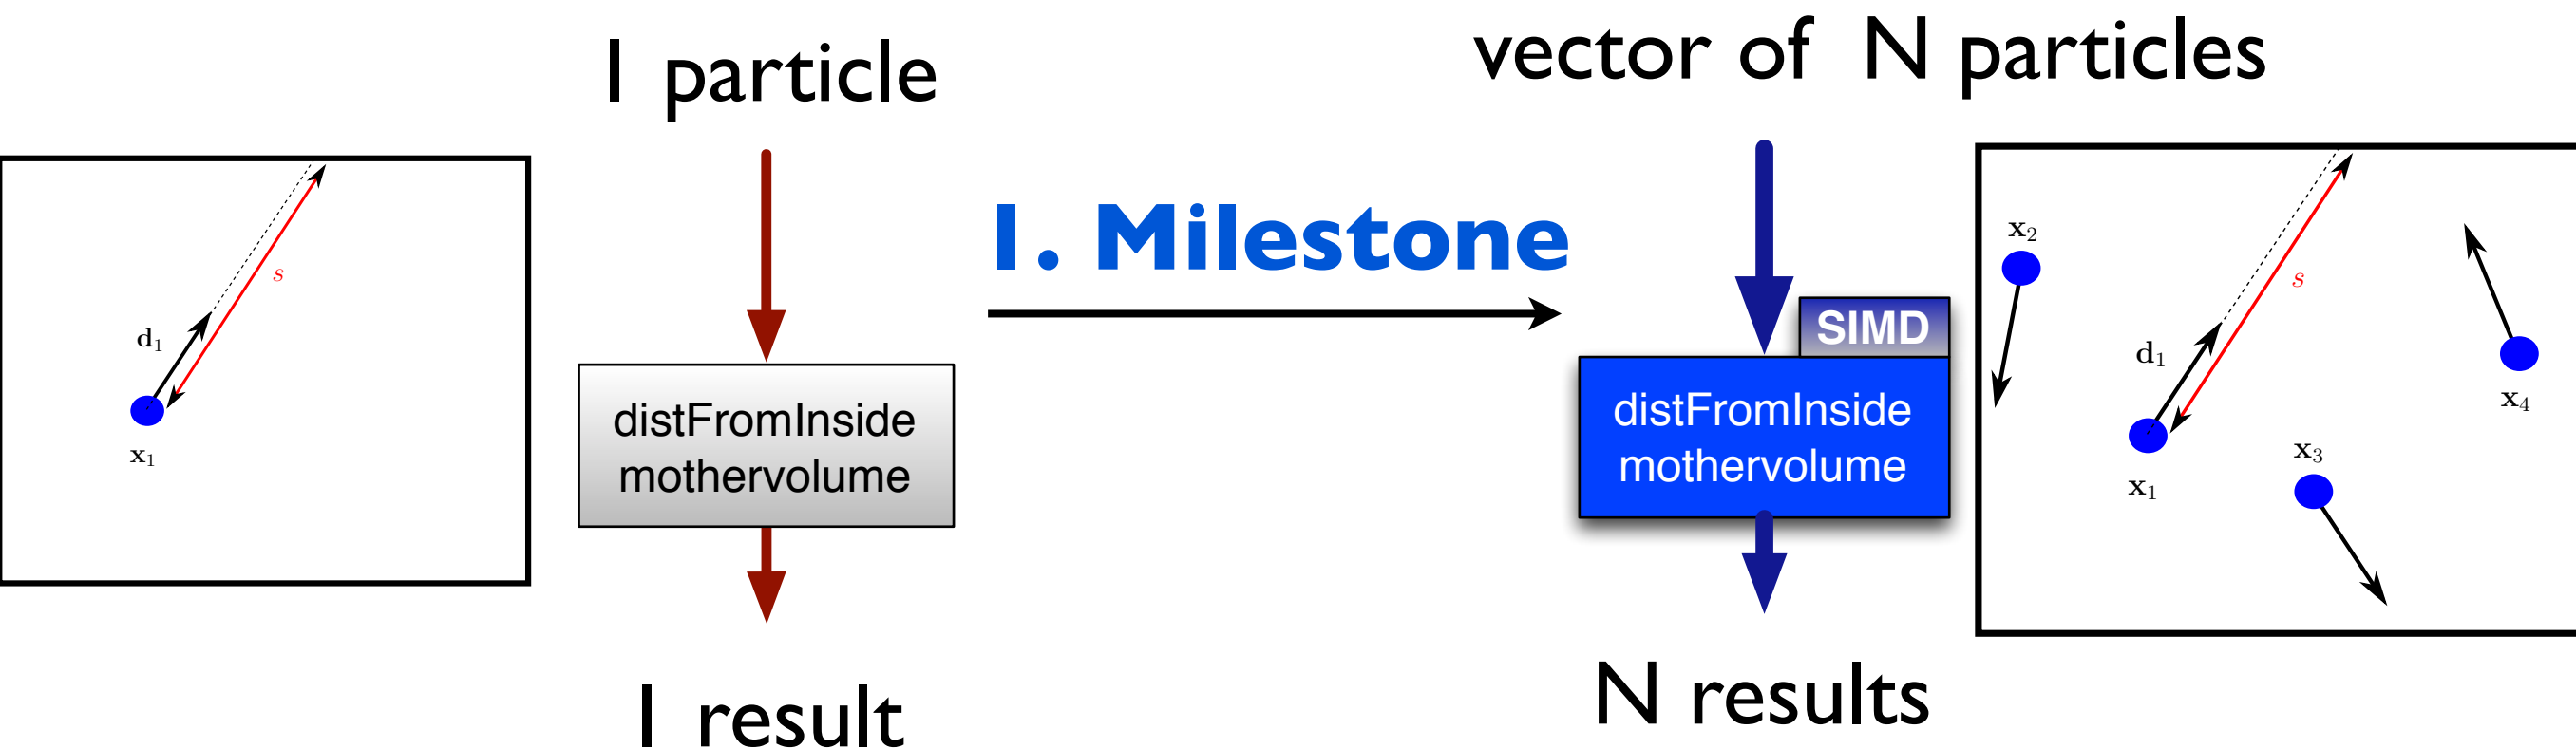 1 particle
vector of N particles
1. Milestone
s
d1
x1
distFromInside
mothervolume
1 result
SIMD
distFromInside
mothervolume
N results
x2
s
d1
x1
x3
x4